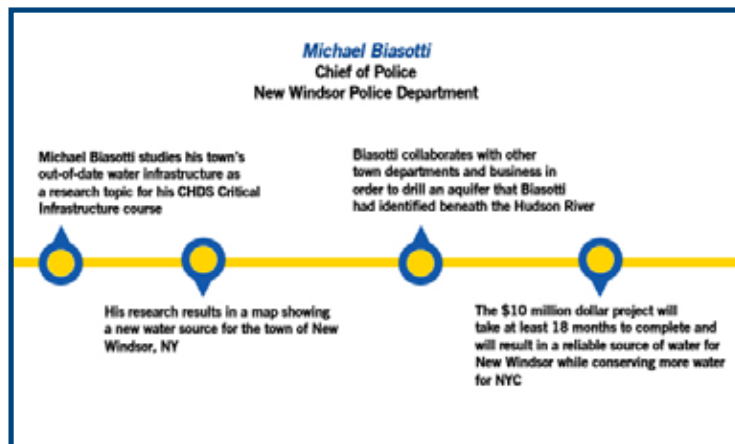 Michael Biasotti
Chief of Police
New Windsor Police Department
Michael Biasotti studies his town's
out-of-date water infrastructure as
a research topic for his CHDS Critical
Infrastructure course
His research results in a map showing
a new water source for the town of New
Windsor, NY
Biasotti collaborates with other
town departments and business in
order to drill an aquifer that Biasotti
had identified beneath the Hudson River
The $10 million dollar project will
take at least 18 months to complete and
will result in a reliable source of water for
New Windsor while conserving more water
for NYC